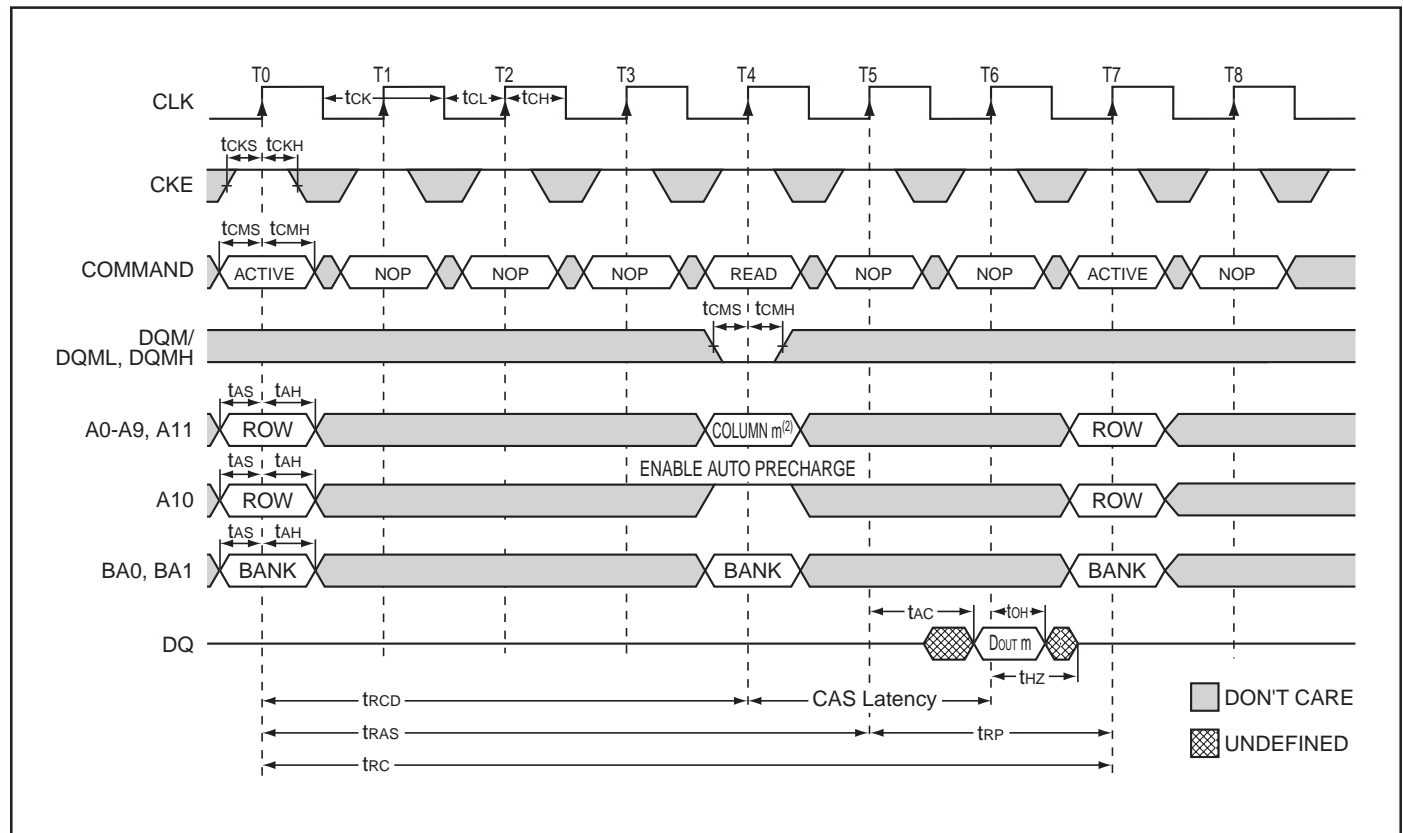 T0 T1 T2 T3 T4 T5 T6 T7 T8
CLK tCK tCL tCH
tCKS tCKH
CKE
tCMS tCMH
COMMAND ACTIVE NOP NOP NOP READ NOP NOP ACTIVE NOP
tCMS tCMH
DQM/
DQML, DQMH
tAS tAH
A0-A9, A11 ROW COLUMN m(2) ROW
tAS tAH ENABLE AUTO PRECHARGE
A10 ROW ROW
tAS tAH
BA0, BA1 BANK BANK BANK
tAC tOH
DQ DOUT m
tHZ
tRCD CAS Latency DON'T CARE
tRAS tRP UNDEFINED
tRC